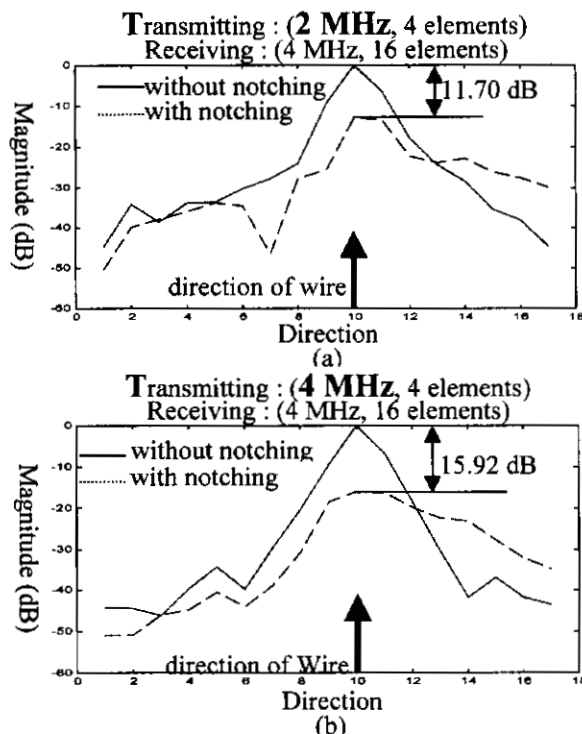 Transmitting : (2 MHz, 4 elements)
Receiving : (4 MHz, 16 elements)
0
-10
-20
-30
-40
-50
-60
Magnitude (dB)
without notching
with notching
11.70 dB
direction of wire
0 2 4 6 8 10 12 14 16 18
Direction
(a)
Transmitting : (4 MHz, 4 elements)
Receiving : (4 MHz, 16 elements)
0
-10
-20
-30
-40
-50
-60
Magnitude (dB)
without notching
with notching
15.92 dB
direction of Wire
0 2 4 6 8 10 12 14 16 18
Direction
(b)